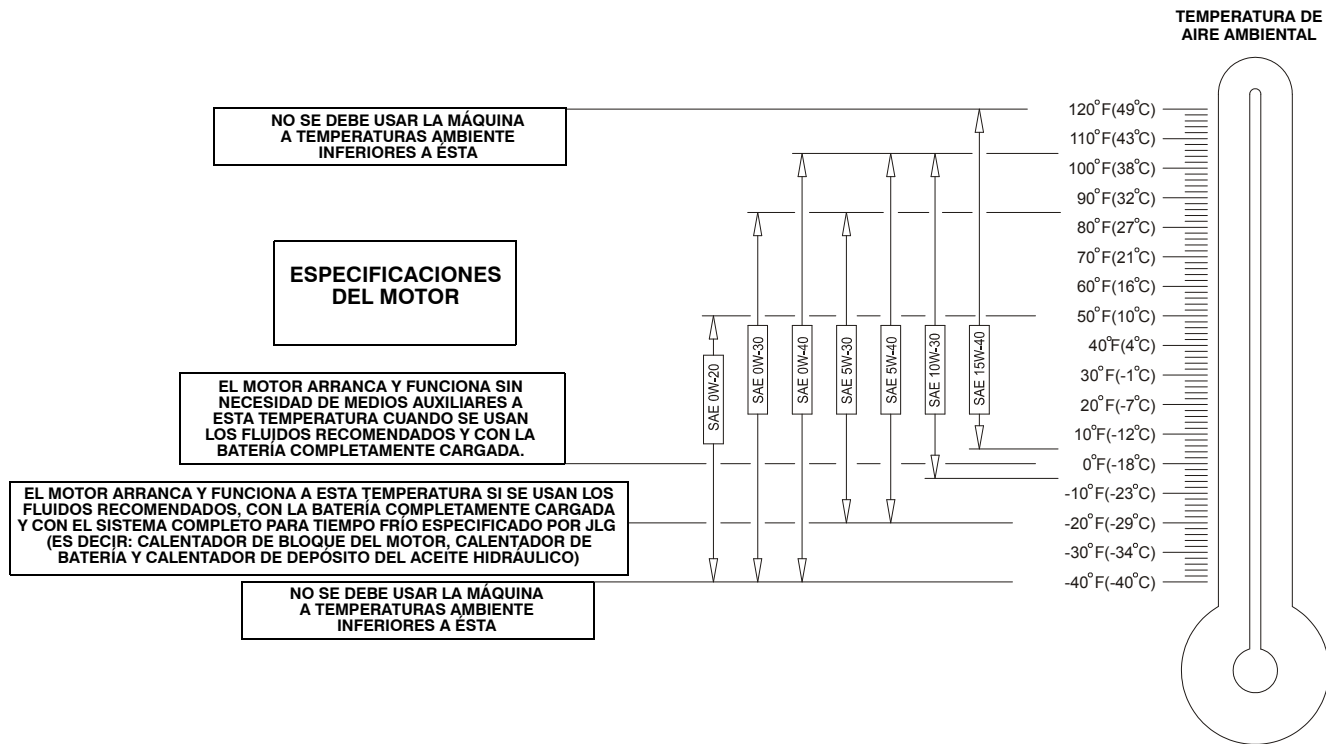 TEMPERATURA DE
AIRE AMBIENTAL
NO SE DEBE USAR LA MÁQUINA
A TEMPERATURAS AMBIENTE
INFERIORES A ÉSTA
ESPECIFICACIONES
DEL MOTOR
EL MOTOR ARRANCA Y FUNCIONA SIN
NECESIDAD DE MEDIOS AUXILIARES A
ESTA TEMPERATURA CUANDO SE USAN
LOS FLUIDOS RECOMENDADOS Y CON LA
BATERÍA COMPLETAMENTE CARGADA.
EL MOTOR ARRANCA Y FUNCIONA A ESTA TEMPERATURA SI SE USAN LOS
FLUIDOS RECOMENDADOS, CON LA BATERÍA COMPLETAMENTE CARGADA
Y CON EL SISTEMA COMPLETO PARA TIEMPO FRÍO ESPECIFICADO POR JLG
(ES DECIR: CALENTADOR DE BLOQUE DEL MOTOR, CALENTADOR DE
BATERÍA Y CALENTADOR DE DEPÓSITO DEL ACEITE HIDRÁULICO)
NO SE DEBE USAR LA MÁQUINA
A TEMPERATURAS AMBIENTE
INFERIORES A ÉSTA
SAE 0W-20
SAE 0W-30
SAE 0W-40
SAE 5W-30
SAE 5W-40
SAE 10W-30
SAE 15W-40
120°F(49°C)
110°F(43°C)
100°F(38°C)
90°F(32°C)
80°F(27°C)
70°F(21°C)
60°F(16°C)
50°F(10°C)
40°F(4°C)
30°F(-1°C)
20°F(-7°C)
10°F(-12°C)
0°F(-18°C)
-10°F(-23°C)
-20°F(-29°C)
-30°F(-34°C)
-40°F(-40°C)